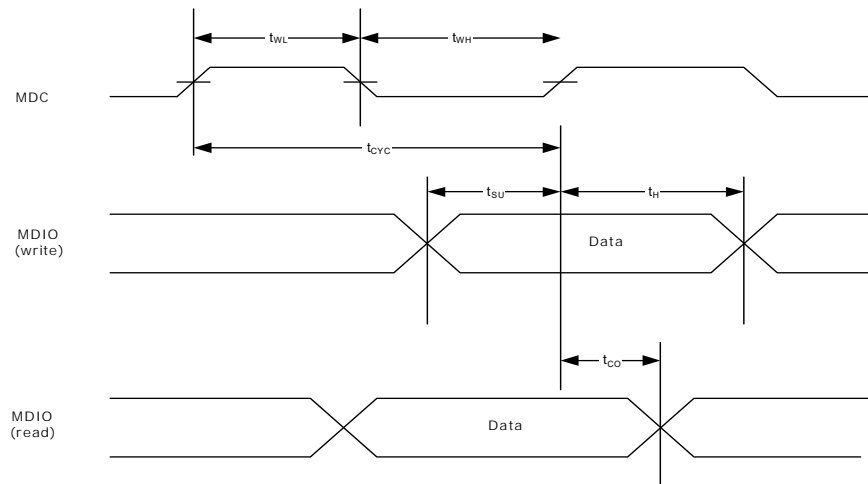 tWL
tWH
MDC
tCYC
tSU
tH
MDIO
(write)
Data
tCO
MDIO
(read)
Data